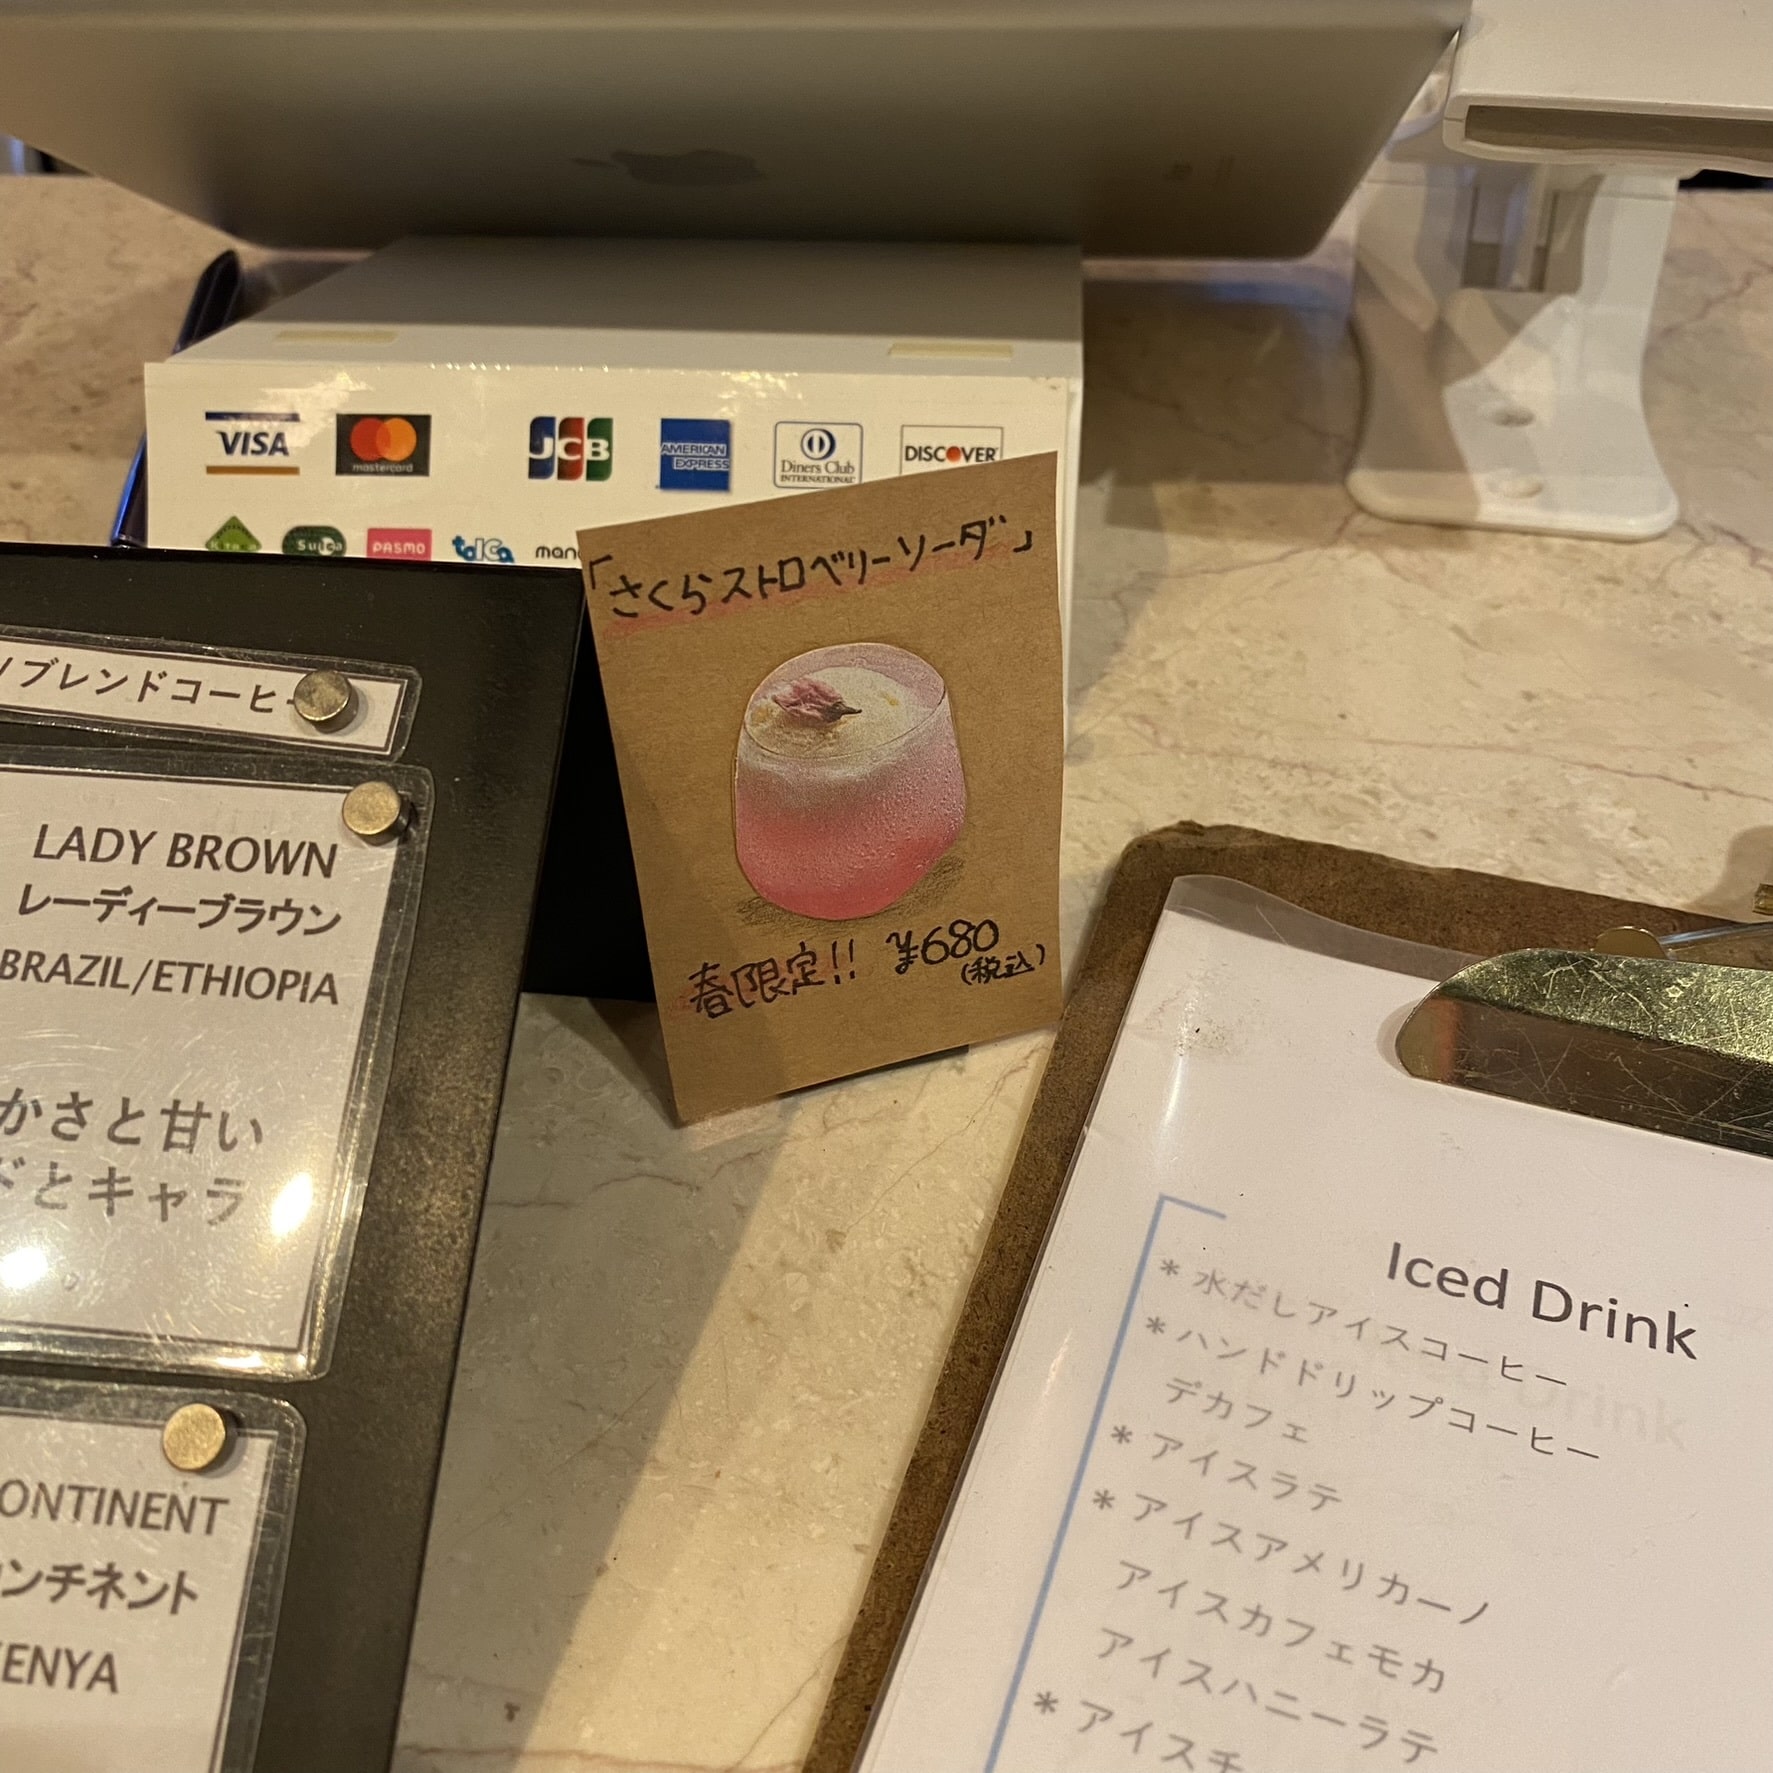 VISA
mastercard
JCB
AMERICAN EXPRESS
Diners Club INTERNATIONAL
DISCOVER
Kitaca
Suica
PASMO
toica
「さくらストロベリーソーダ」
春限定!! ¥680
(税込)
ブレンドコーヒー
LADY BROWN
レーディーブラウン
BRAZIL/ETHIOPIA
かさと甘い
とキャラ
ONTINENT
ンチネント
ENYA
Iced Drink
* 水だしアイスコーヒー
* ハンドドリップコーヒー
デカフェ
* アイスラテ
* アイスアメリカーノ
アイスカフェモカ
アイスハニーラテ
* アイスチ